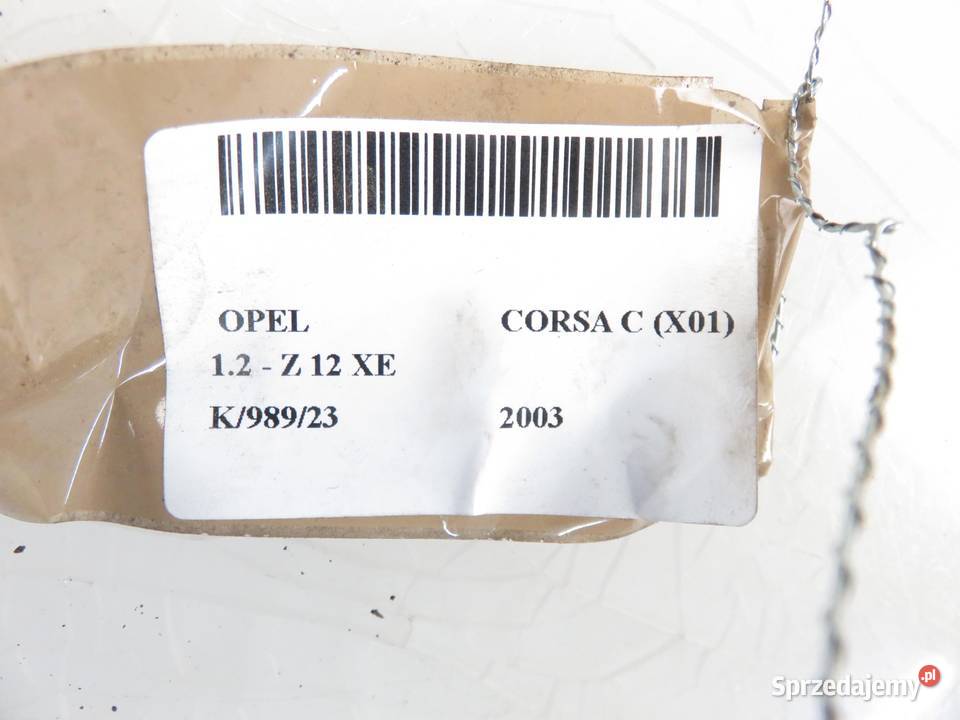 OPEL CORSA C (X01)
1.2 - Z 12 XE
K/989/23 2003
Sprzedajemy.pl